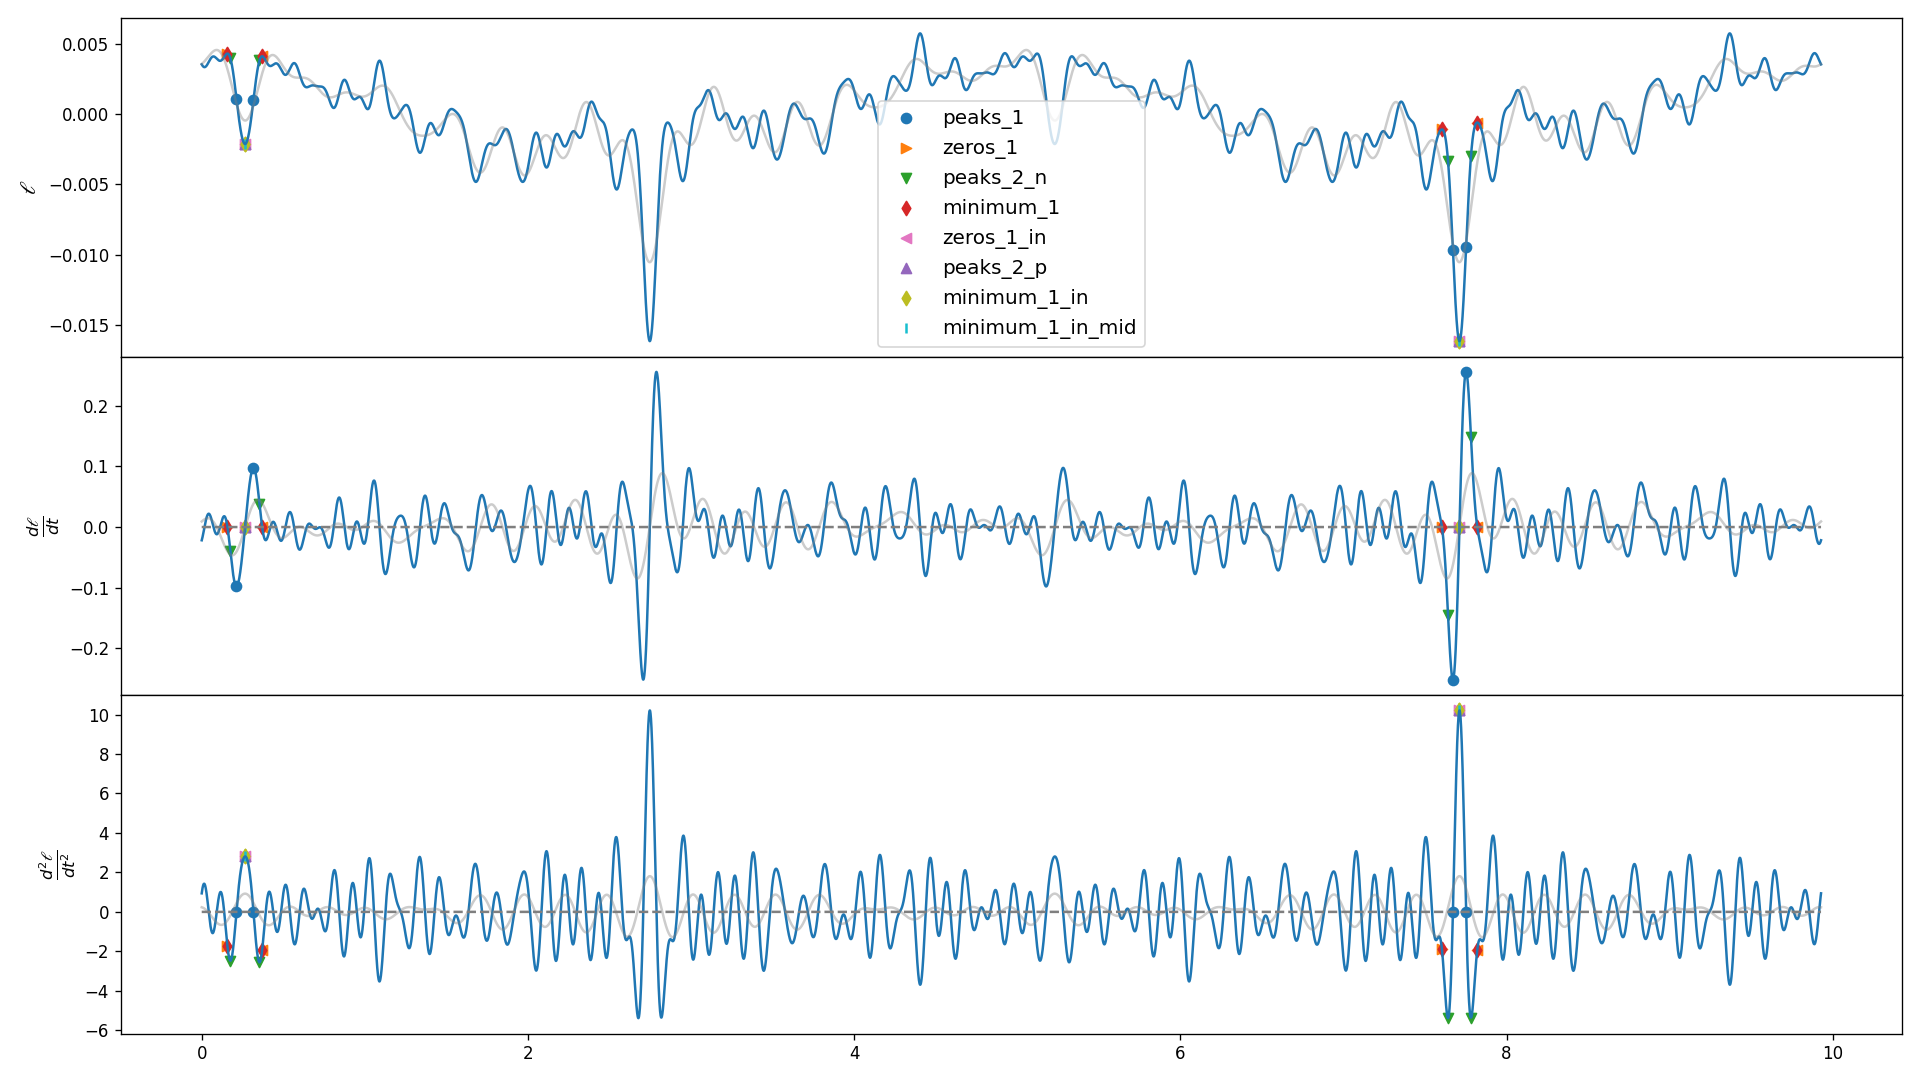 0.005
0.000
−0.005
−0.010
−0.015
ℓ
peaks_1
zeros_1
peaks_2_n
minimum_1
zeros_1_in
peaks_2_p
minimum_1_in
minimum_1_in_mid
0.2
0.1
0.0
−0.1
−0.2
dℓ
dt
10
8
6
4
2
0
−2
−4
−6
d²ℓ
dt²
0 2 4 6 8 10